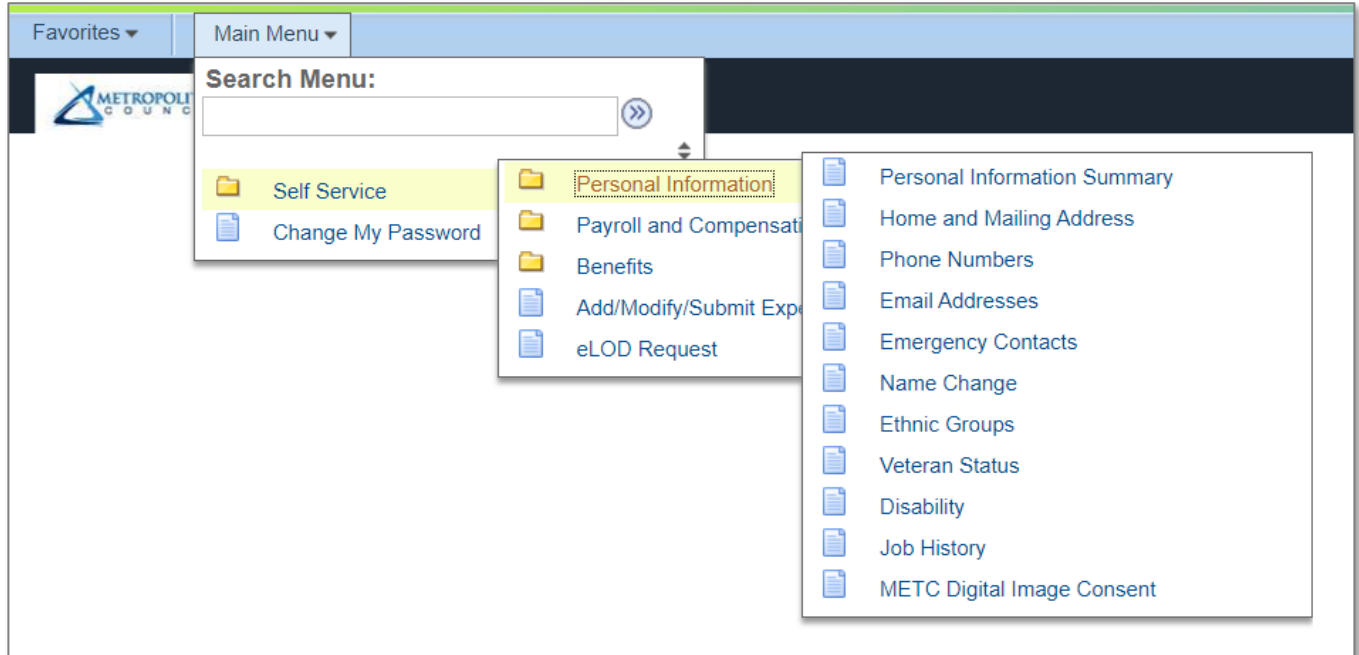 Favorites
Main Menu
METROPOLI
C O U N C
Search Menu:
Self Service
Change My Password
Personal Information
Payroll and Compensati
Benefits
Add/Modify/Submit Expe
eLOD Request
Personal Information Summary
Home and Mailing Address
Phone Numbers
Email Addresses
Emergency Contacts
Name Change
Ethnic Groups
Veteran Status
Disability
Job History
METC Digital Image Consent